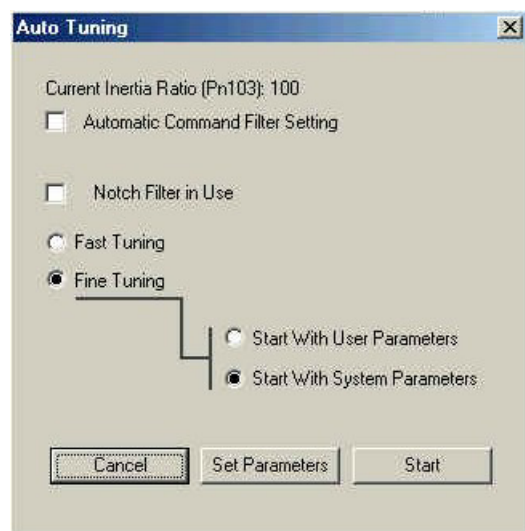 Auto Tuning
Current Inertia Ratio (Pn103): 100
Automatic Command Filter Setting
Notch Filter in Use
Fast Tuning
Fine Tuning
Start With User Parameters
Start With System Parameters
Cancel
Set Parameters
Start